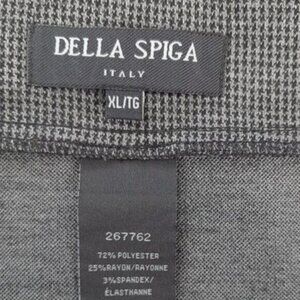 DELLA SPIGA
ITALY
XL/TG
267762
72% POLYESTER
25%RAYON/RAYONNE
3%SPANDEX/
ÉLASTHANNE